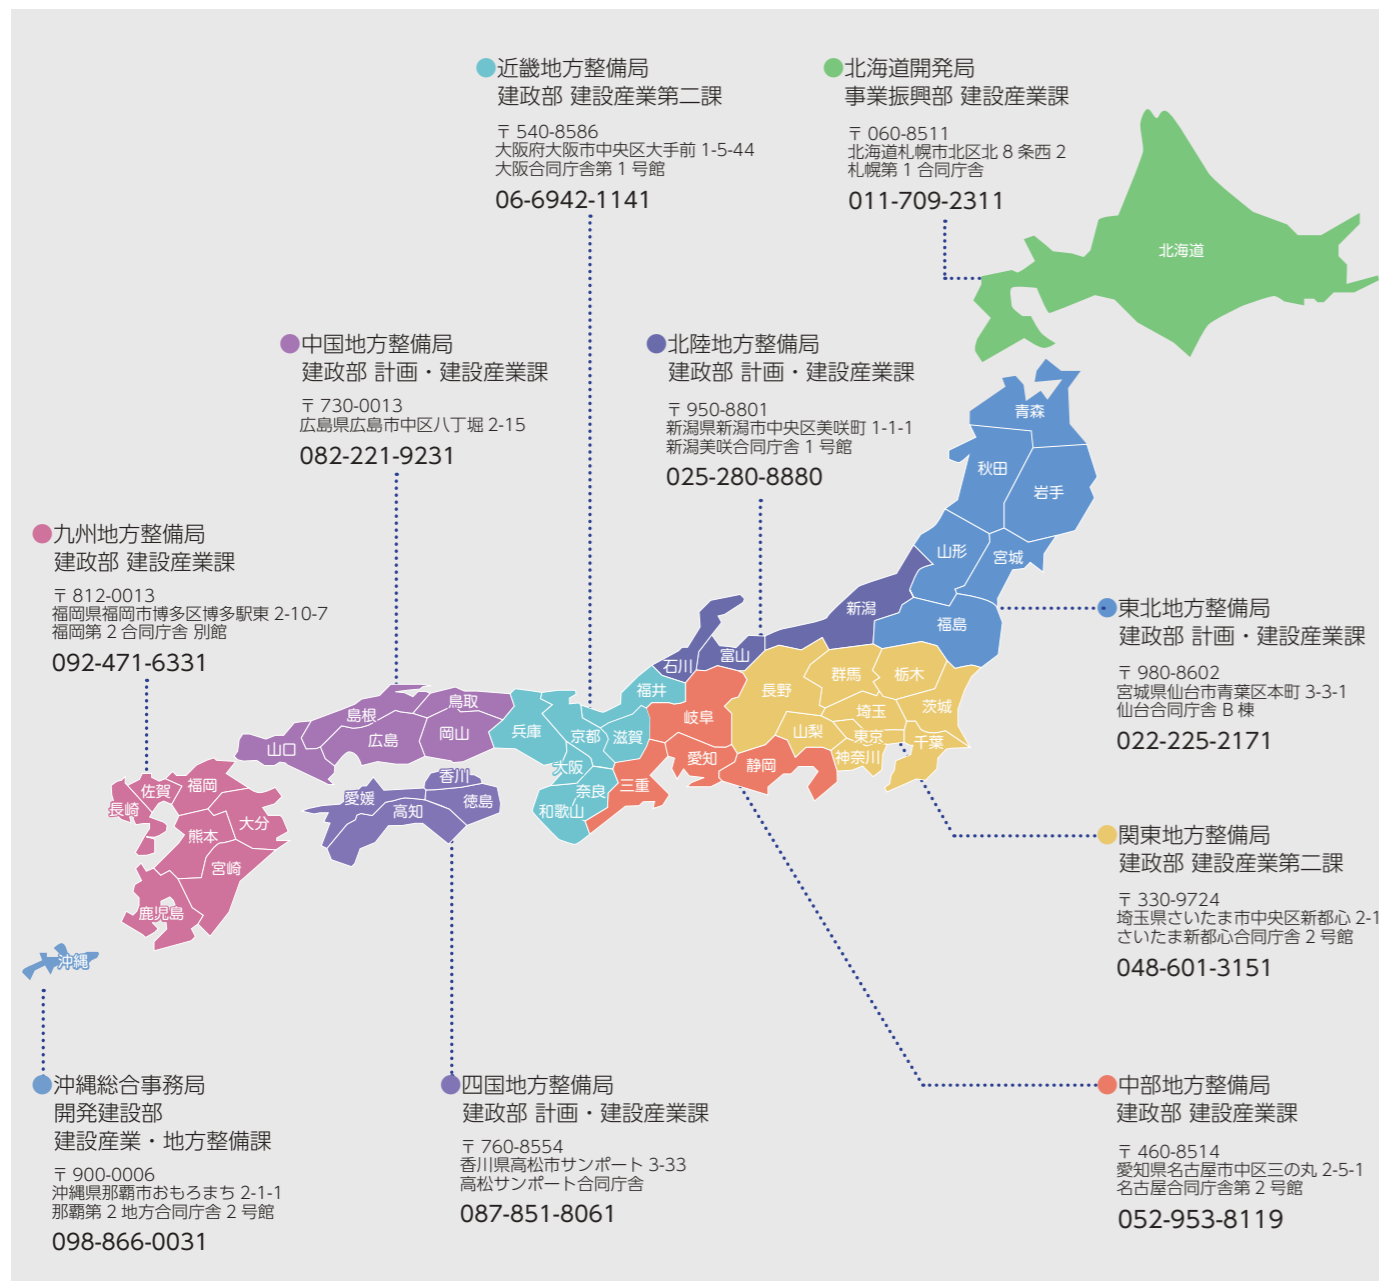 近畿地方整備局
建政部 建設産業第二課
〒540-8586
大阪府大阪市中央区大手前 1-5-44
大阪合同庁舎第 1 号館
06-6942-1141
北海道開発局
事業振興部 建設産業課
〒060-8511
北海道札幌市北区北 8 条西 2
札幌第 1 合同庁舎
011-709-2311
中国地方整備局
建政部 計画・建設産業課
〒730-0013
広島県広島市中区八丁堀 2-15
082-221-9231
北陸地方整備局
建政部 計画・建設産業課
〒950-8801
新潟県新潟市中央区美咲町 1-1-1
新潟美咲合同庁舎 1 号館
025-280-8880
九州地方整備局
建政部 建設産業課
〒812-0013
福岡県福岡市博多区博多駅東 2-10-7
福岡第 2 合同庁舎 別館
092-471-6331
東北地方整備局
建政部 計画・建設産業課
〒980-8602
宮城県仙台市青葉区本町 3-3-1
仙台合同庁舎 B 棟
022-225-2171
関東地方整備局
建政部 建設産業第二課
〒330-9724
埼玉県さいたま市中央区新都心 2-1
さいたま新都心合同庁舎 2 号館
048-601-3151
沖縄総合事務局
開発建設部
建設産業・地方整備課
〒900-0006
沖縄県那覇市おもろまち 2-1-1
那覇第 2 地方合同庁舎 2 号館
098-866-0031
四国地方整備局
建政部 計画・建設産業課
〒760-8554
香川県高松市サンポート 3-33
高松サンポート合同庁舎
087-851-8061
中部地方整備局
建政部 建設産業課
〒460-8514
愛知県名古屋市中区三の丸 2-5-1
名古屋合同庁舎第 2 号館
052-953-8119
北海道
青森
秋田
岩手
山形
宮城
新潟
福島
石川
富山
福井
長野
群馬
栃木
茨城
埼玉
山梨
東京
千葉
神奈川
岐阜
愛知
静岡
三重
滋賀
京都
兵庫
大阪
奈良
和歌山
鳥取
島根
岡山
広島
山口
香川
徳島
愛媛
高知
福岡
佐賀
長崎
大分
熊本
宮崎
鹿児島
沖縄